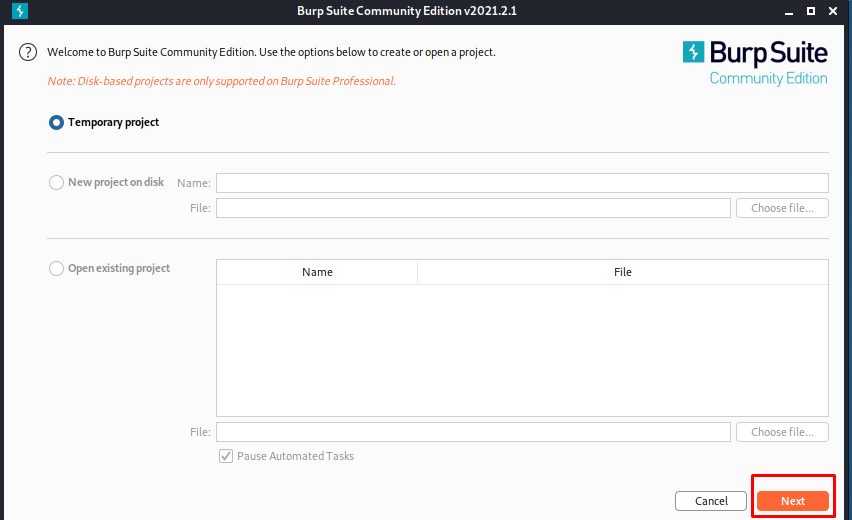 Burp Suite Community Edition v2021.2.1
? Welcome to Burp Suite Community Edition. Use the options below to create or open a project.
Note: Disk-based projects are only supported on Burp Suite Professional.
Burp Suite
Community Edition
Temporary project
New project on disk Name:
File: Choose file...
Open existing project Name File
File: Choose file...
Pause Automated Tasks
Cancel Next